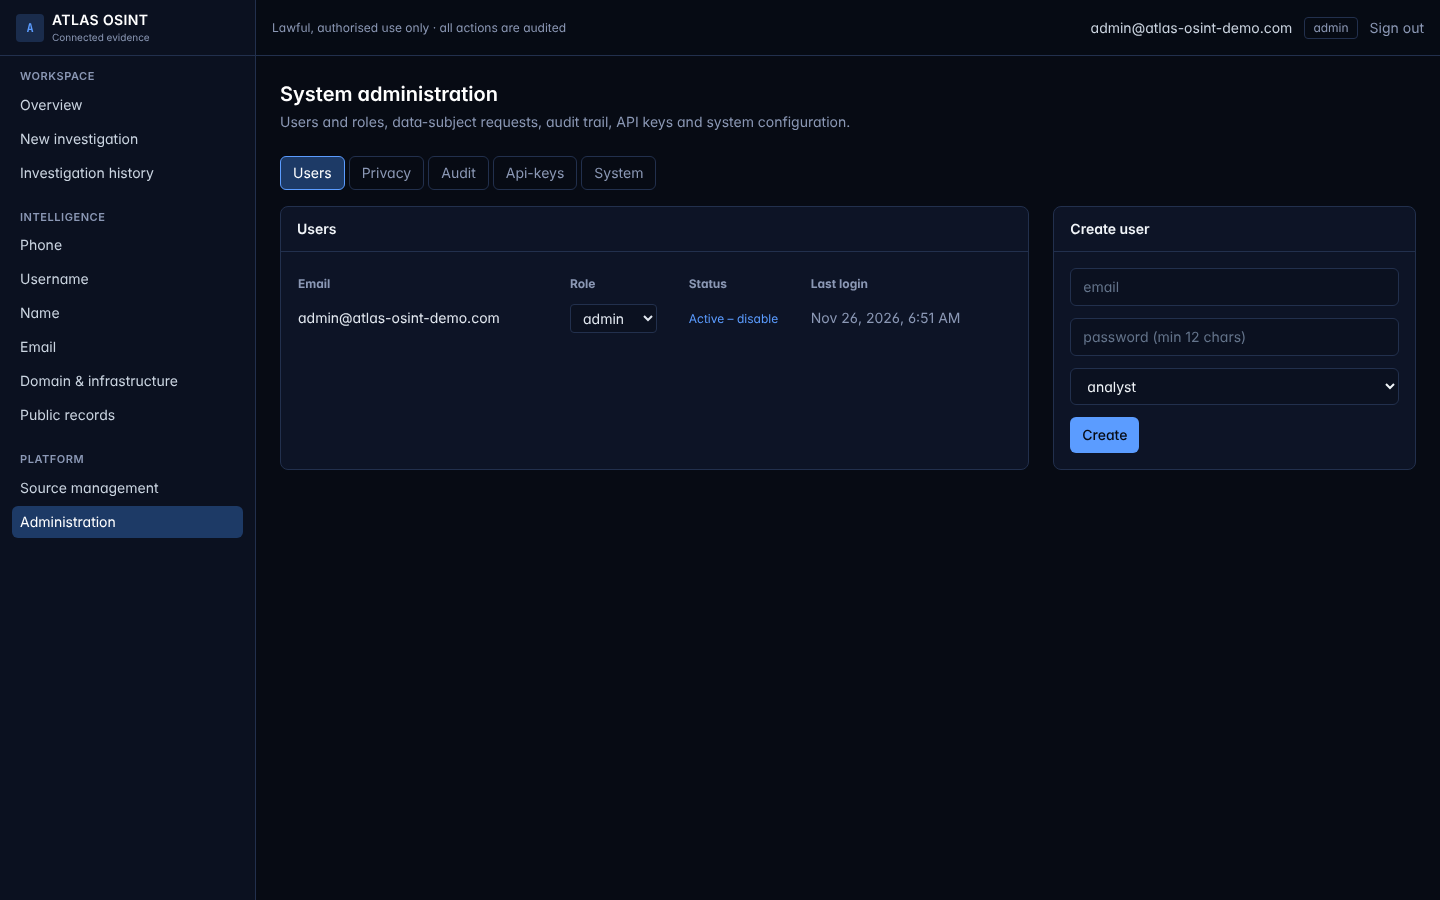 A
ATLAS OSINT
Connected evidence
Lawful, authorised use only · all actions are audited
admin@atlas-osint-demo.com
admin
Sign out
WORKSPACE
Overview
New investigation
Investigation history
INTELLIGENCE
Phone
Username
Name
Email
Domain & infrastructure
Public records
PLATFORM
Source management
Administration
System administration
Users and roles, data-subject requests, audit trail, API keys and system configuration.
Users
Privacy
Audit
Api-keys
System
Users
Email Role Status Last login
admin@atlas-osint-demo.com admin Active – disable Nov 26, 2026, 6:51 AM
Create user
email
password (min 12 chars)
analyst
Create